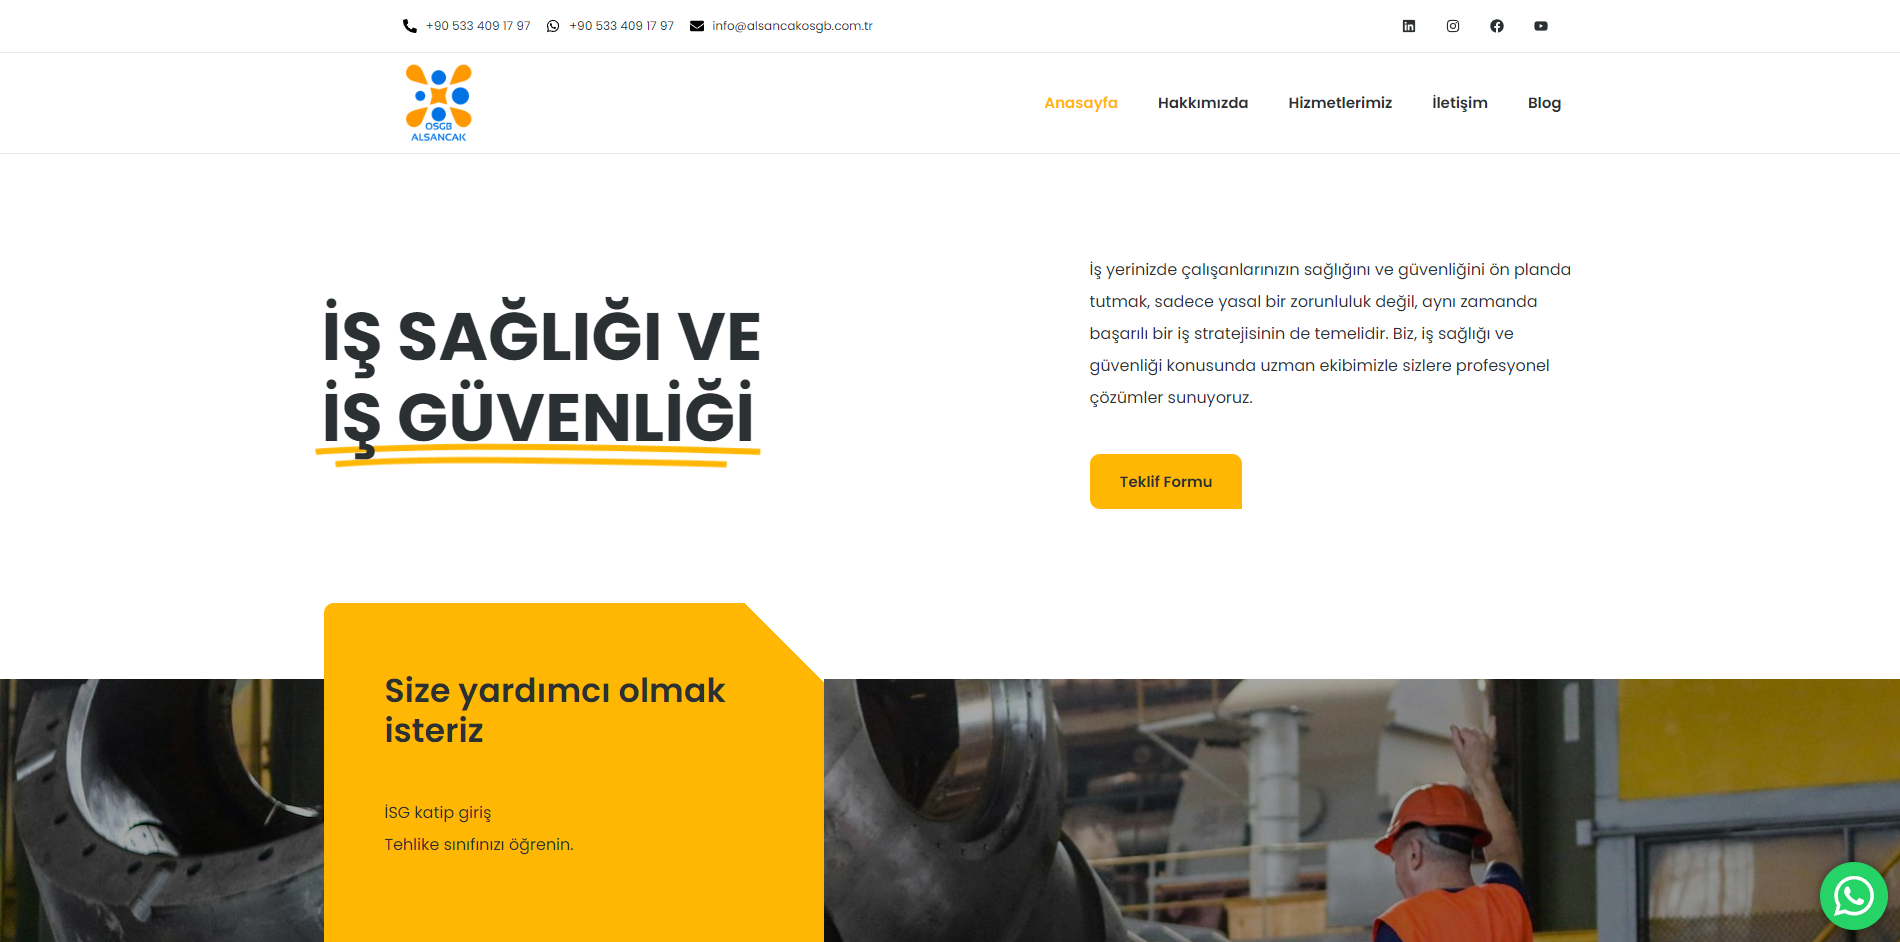 +90 533 409 17 97 +90 533 409 17 97 info@alsancakosgb.com.tr
OSGB
ALSANCAK
Anasayfa Hakkımızda Hizmetlerimiz İletişim Blog
İŞ SAĞLIĞI VE
İŞ GÜVENLİĞİ
İş yerinizde çalışanlarınızın sağlığını ve güvenliğini ön planda
tutmak, sadece yasal bir zorunluluk değil, aynı zamanda
başarılı bir iş stratejisinin de temelidir. Biz, iş sağlığı ve
güvenliği konusunda uzman ekibimizle sizlere profesyonel
çözümler sunuyoruz.
Teklif Formu
Size yardımcı olmak
isteriz
İSG katip giriş
Tehlike sınıfınızı öğrenin.